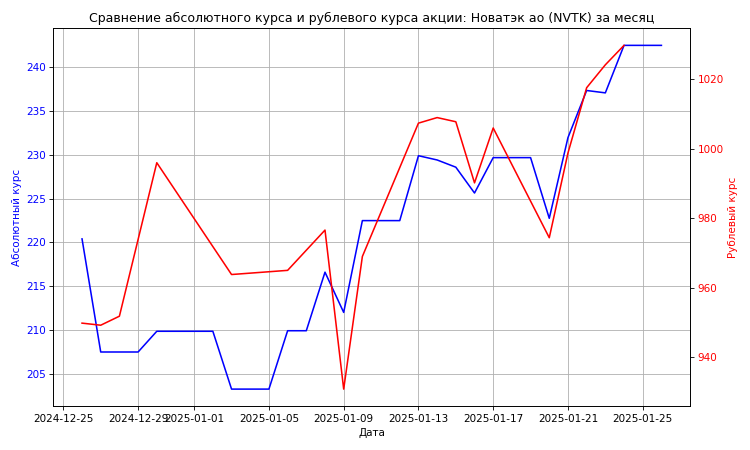 Сравнение абсолютного курса и рублевого курса акции: Новатэк ао (NVTK) за месяц
Абсолютный курс
240
235
230
225
220
215
210
205
1020
1000
980
960
940
Рублевый курс
2024-12-25 2024-12-29 2025-01-01 2025-01-05 2025-01-09 2025-01-13 2025-01-17 2025-01-21 2025-01-25
Дата